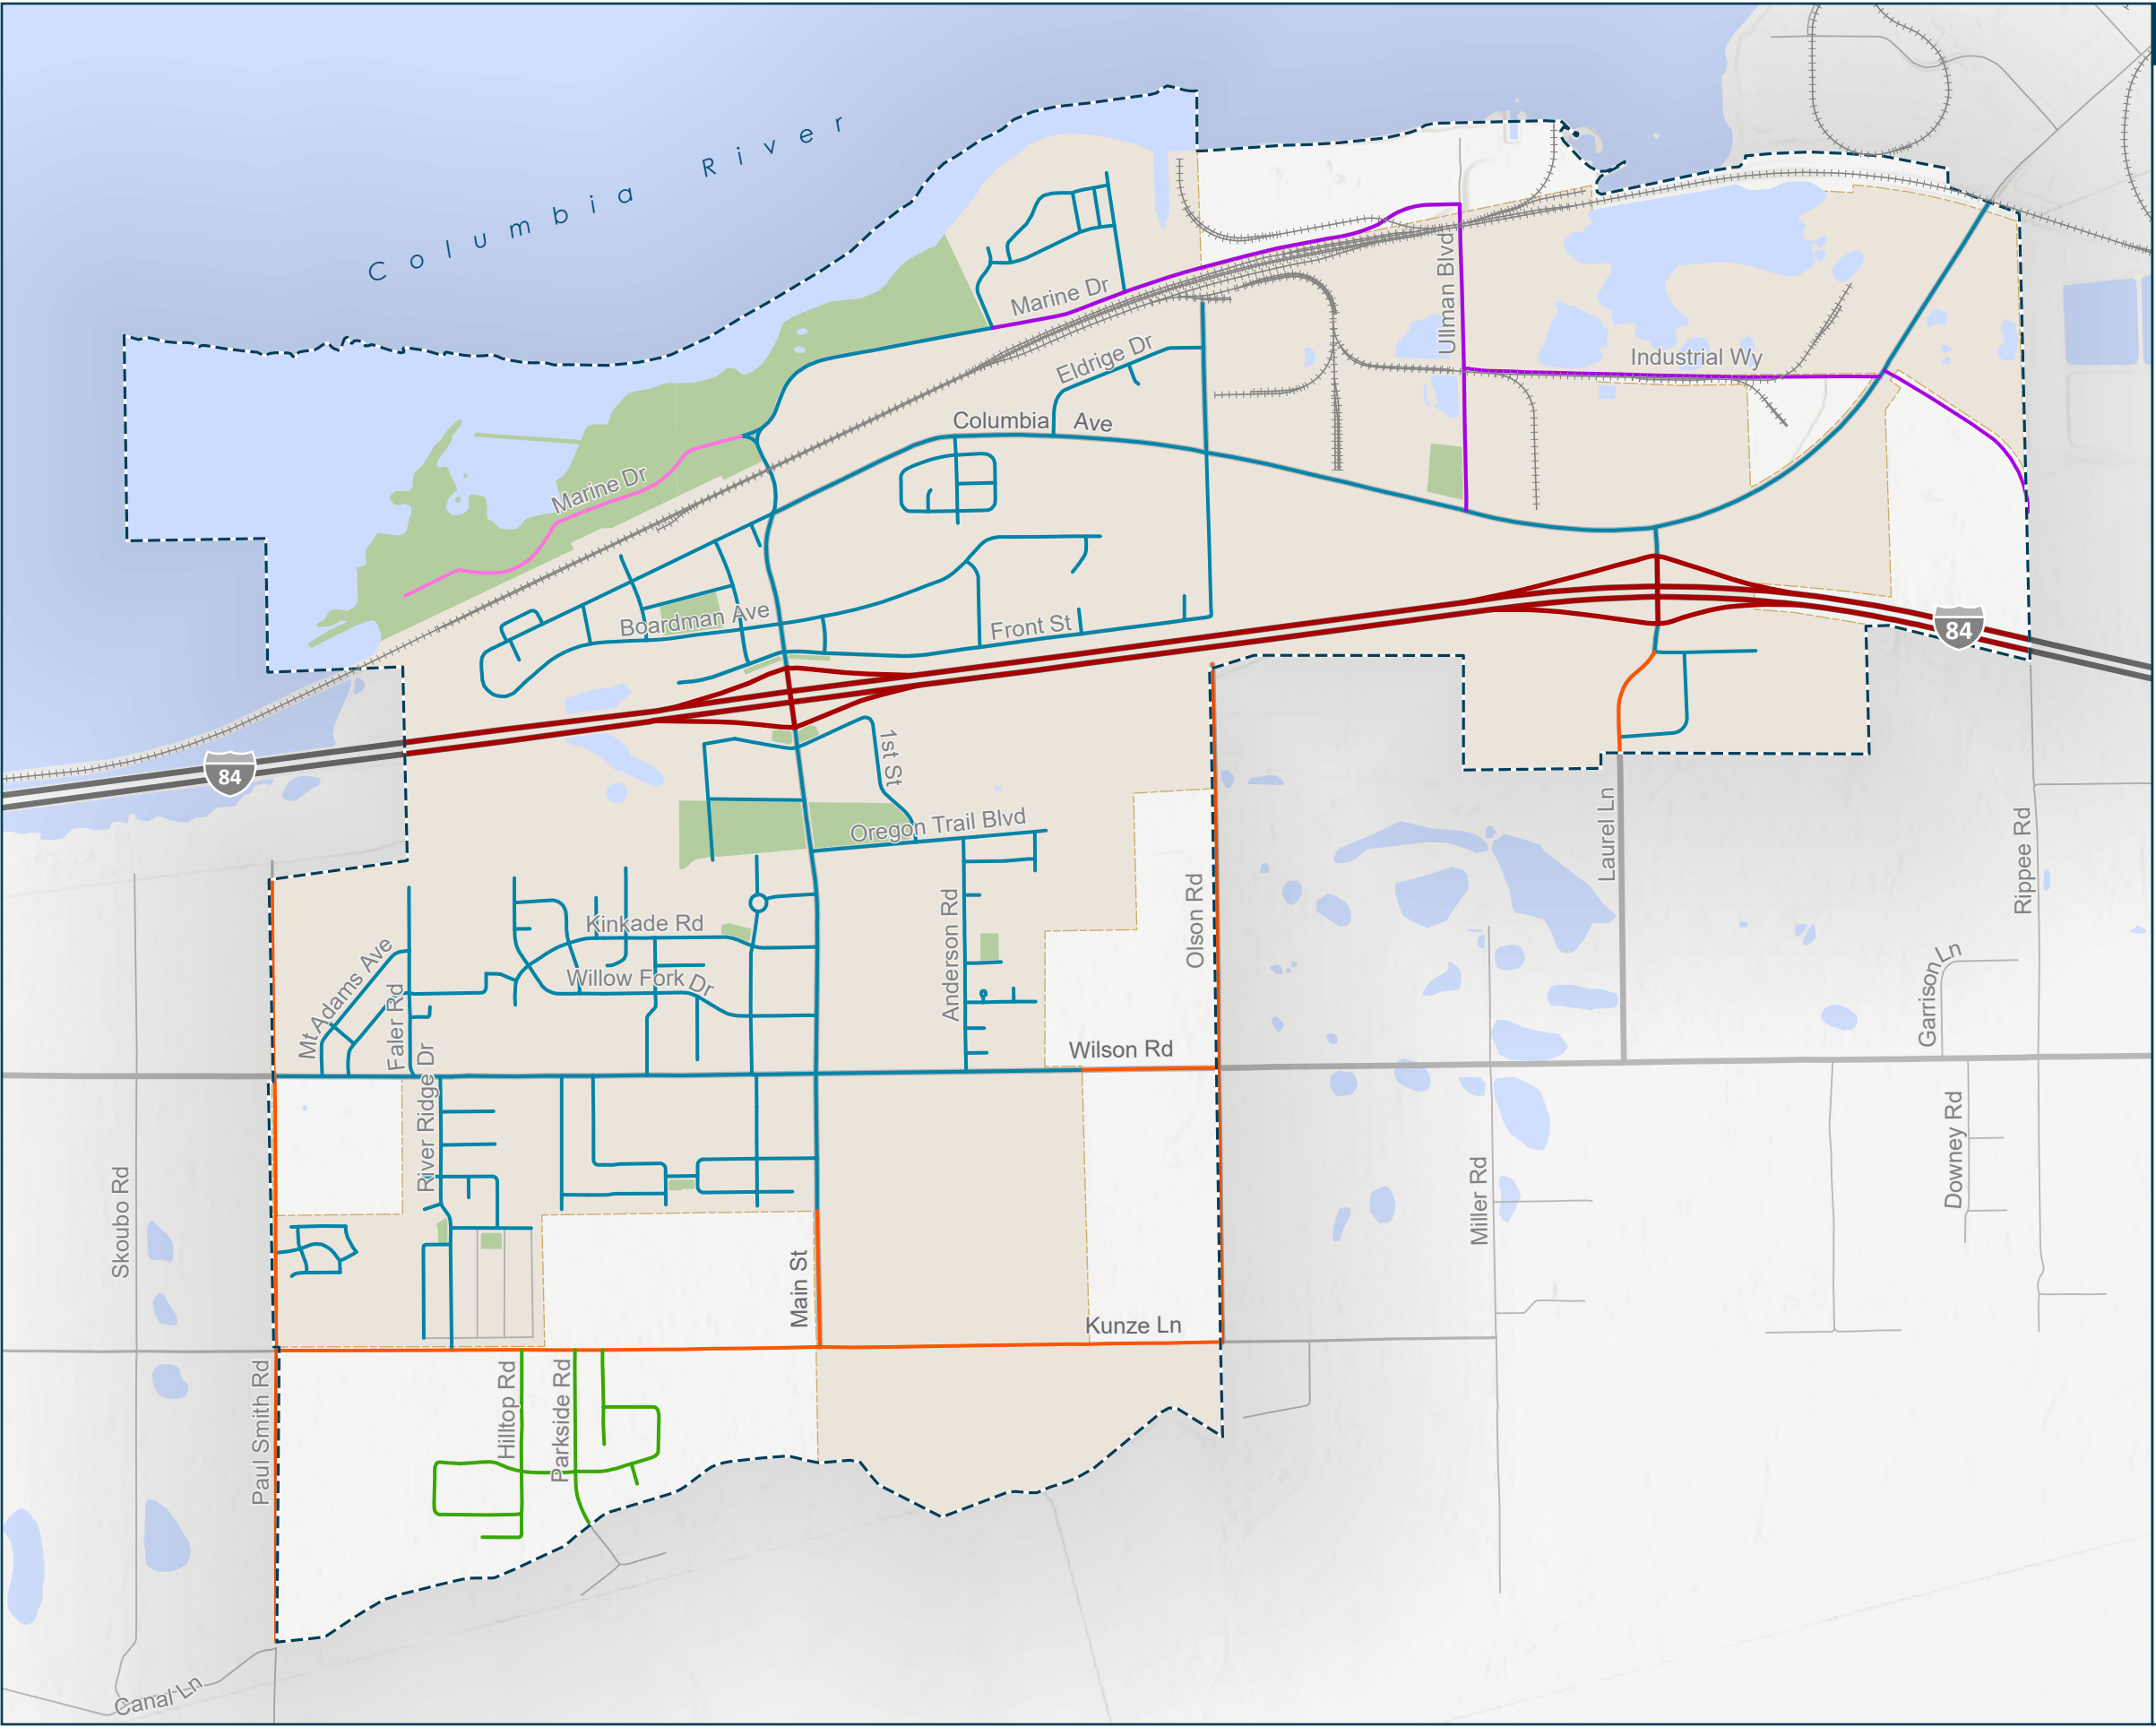 Columbia River
Marine Dr
Ullman Blvd
Eldrige Dr
Industrial Wy
Columbia Ave
Marine Dr
Boardman Ave
Front St
84
84
1st St
Oregon Trail Blvd
Laurel Ln
Rippee Rd
Olson Rd
Anderson Rd
Kinkade Rd
Mt Adams Ave
Willow Fork Dr
Garrison Ln
Faler Rd
Wilson Rd
River Ridge Dr
Downey Rd
Skoubo Rd
Miller Rd
Main St
Kunze Ln
Paul Smith Rd
Hilltop Rd
Parkside Rd
Canal Ln